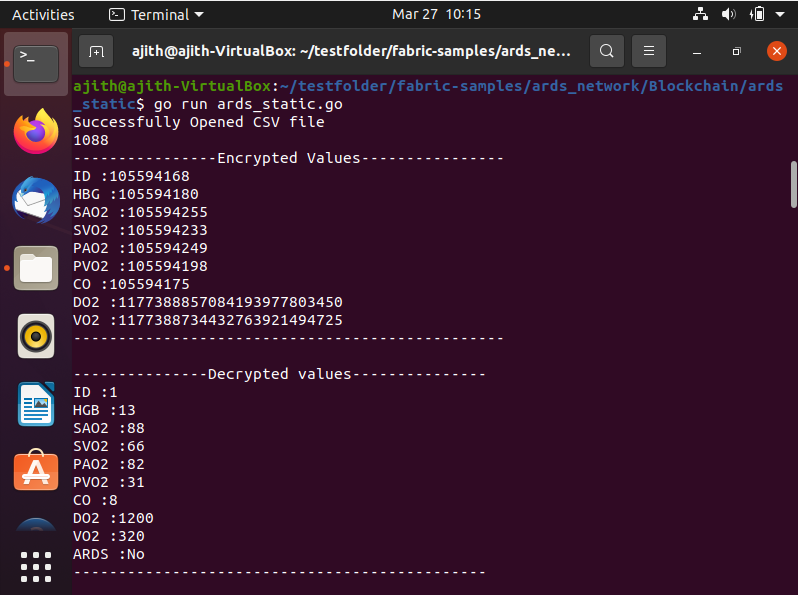 Activities
Terminal
Mar 27 10:15
ajith@ajith-VirtualBox: ~/testfolder/fabric-samples/ards_ne...
ajith@ajith-VirtualBox:~/testfolder/fabric-samples/ards_network/Blockchain/ards
_static$ go run ards_static.go
Successfully Opened CSV file
1088
----------------Encrypted Values----------------
ID :105594168
HBG :105594180
SAO2 :105594255
SVO2 :105594233
PAO2 :105594249
PVO2 :105594198
CO :105594175
DO2 :1177388857084193977803450
VO2 :1177388734432763921494725
------------------------------------------------
---------------Decrypted values---------------
ID :1
HGB :13
SAO2 :88
SVO2 :66
PAO2 :82
PVO2 :31
CO :8
DO2 :1200
VO2 :320
ARDS :No
----------------------------------------------